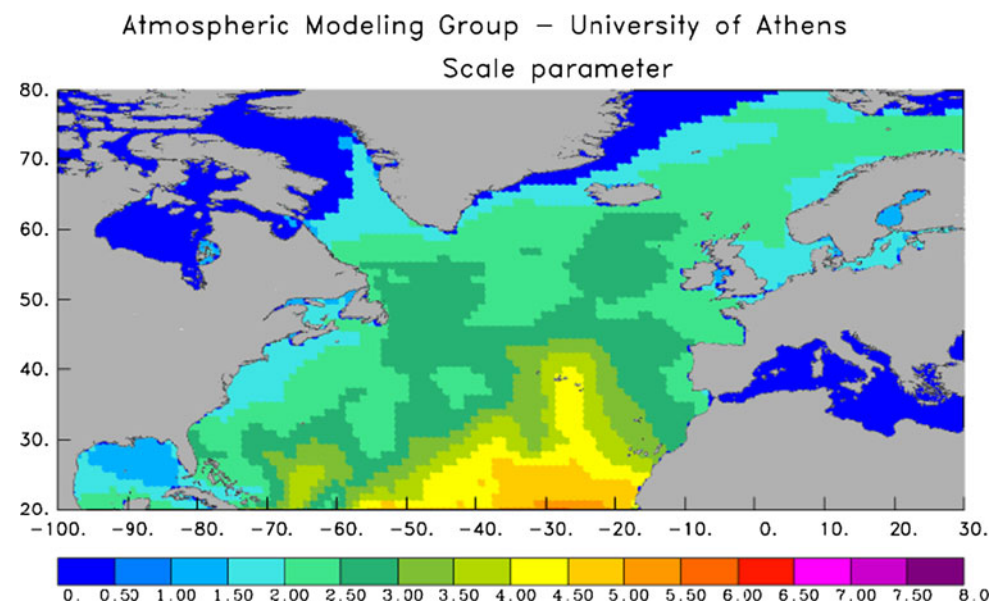 Atmospheric Modeling Group – University of Athens
Scale parameter
80.
70.
60.
50.
40.
30.
20.
-100. -90. -80. -70. -60. -50. -40. -30. -20. -10. 0. 10. 20. 30.
0. 0.50 1.00 1.50 2.00 2.50 3.00 3.50 4.00 4.50 5.00 5.50 6.00 6.50 7.00 7.50 8.0